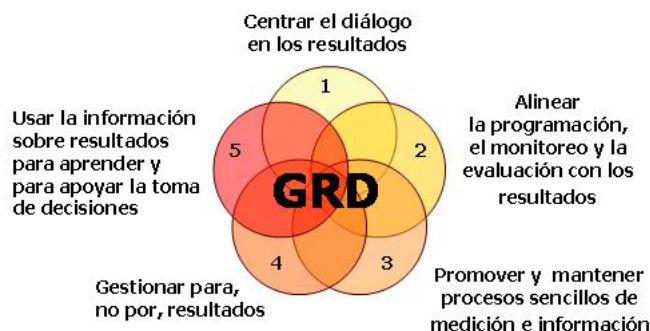 Centrar el diálogo
en los resultados
1
Alinear
la programación,
el monitoreo y la
evaluación con los
resultados
2
Promover y mantener
procesos sencillos de
medición e información
3
Gestionar para,
no por, resultados
4
Usar la información
sobre resultados
para aprender y
para apoyar la toma
de decisiones
5
GRD